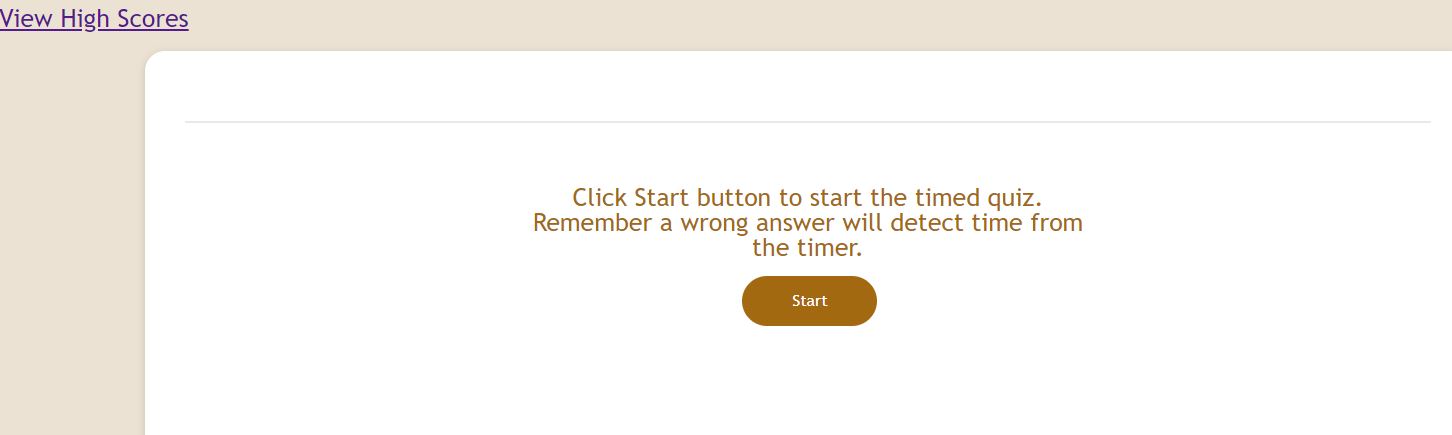 View High Scores
Click Start button to start the timed quiz.
Remember a wrong answer will detect time from
the timer.
Start